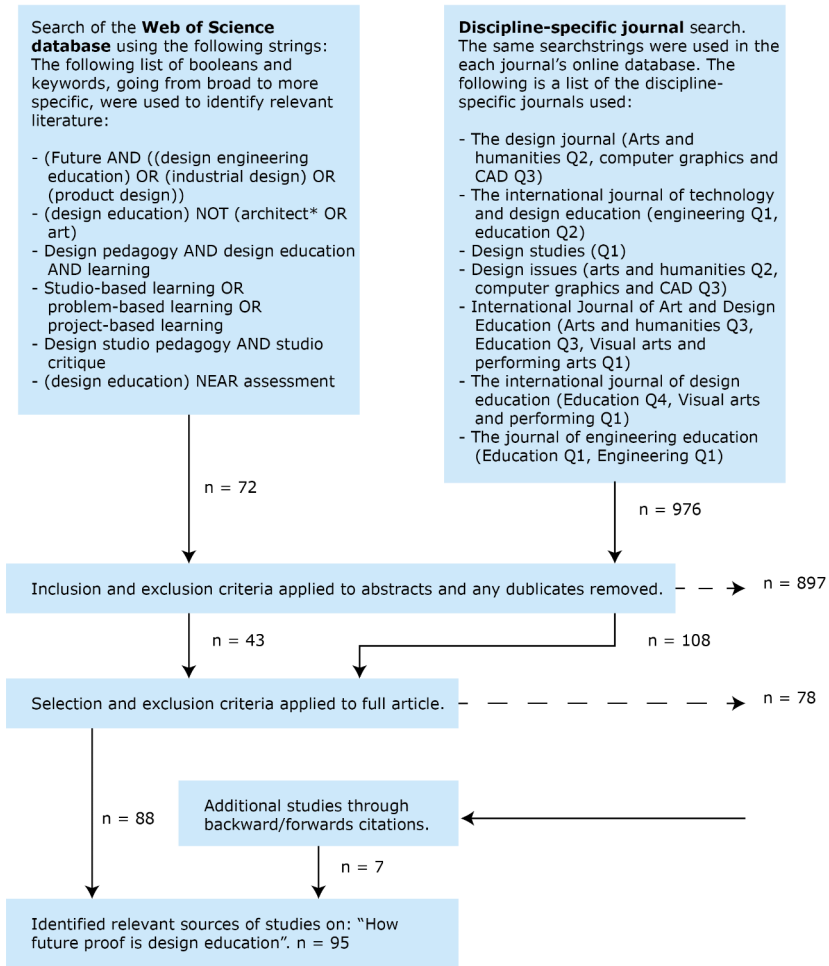 Search of the Web of Science
database using the following strings:
The following list of booleans and
keywords, going from broad to more
specific, were used to identify relevant
literature:
- (Future AND ((design engineering
education) OR (industrial design) OR
(product design))
- (design education) NOT (architect* OR
art)
- Design pedagogy AND design education
AND learning
- Studio-based learning OR
problem-based learning OR
project-based learning
- Design studio pedagogy AND studio
critique
- (design education) NEAR assessment
Discipline-specific journal search.
The same searchstrings were used in the
each journal's online database. The
following is a list of the discipline-
specific journals used:
- The design journal (Arts and
humanities Q2, computer graphics and
CAD Q3)
- The international journal of technology
and design education (engineering Q1,
education Q2)
- Design studies (Q1)
- Design issues (arts and humanities Q2,
computer graphics and CAD Q3)
- International Journal of Art and Design
Education (Arts and humanities Q3,
Education Q3, Visual arts and
performing arts Q1)
- The international journal of design
education (Education Q4, Visual arts
and performing Q1)
- The journal of engineering education
(Education Q1, Engineering Q1)
n = 72
n = 976
Inclusion and exclusion criteria applied to abstracts and any dublicates removed.
n = 897
n = 43
n = 108
Selection and exclusion criteria applied to full article.
n = 78
n = 88
Additional studies through
backward/forwards citations.
n = 7
Identified relevant sources of studies on: “How
future proof is design education”. n = 95